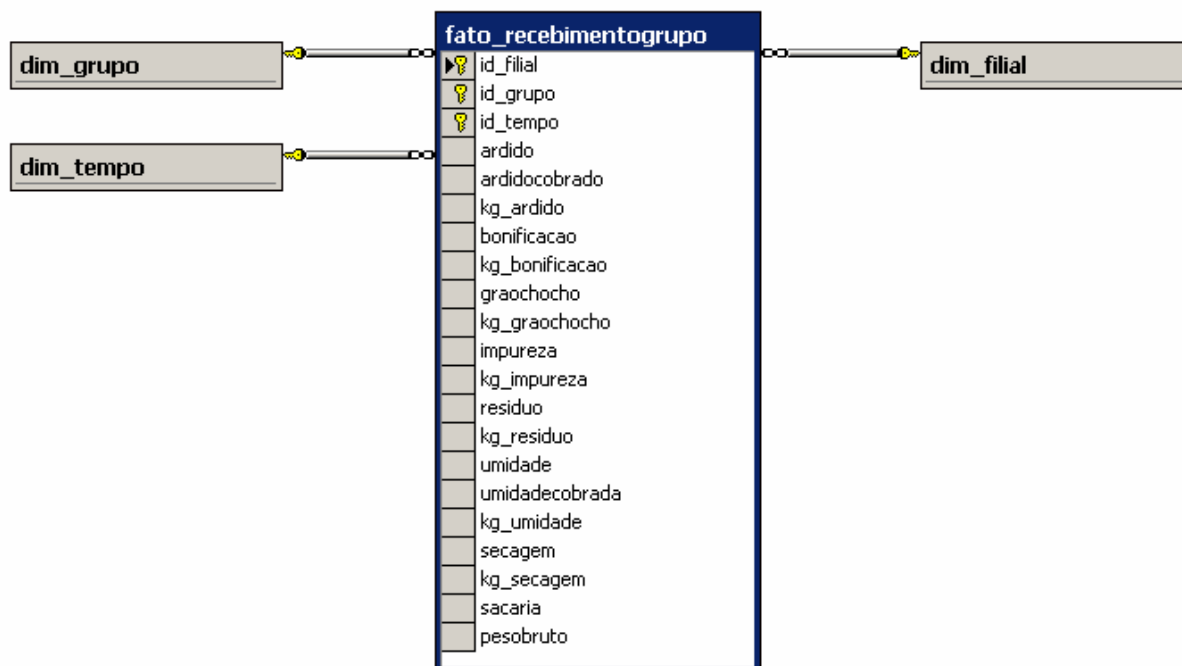 dim_grupo
dim_tempo
fato_recebimentogrupo
id_filial
id_grupo
id_tempo
ardido
ardidocobrado
kg_ardido
bonificacao
kg_bonificacao
graochocho
kg_graochocho
impureza
kg_impureza
residuo
kg_residuo
umidade
umidadecobrada
kg_umidade
secagem
kg_secagem
sacaria
pesobruto
dim_filial